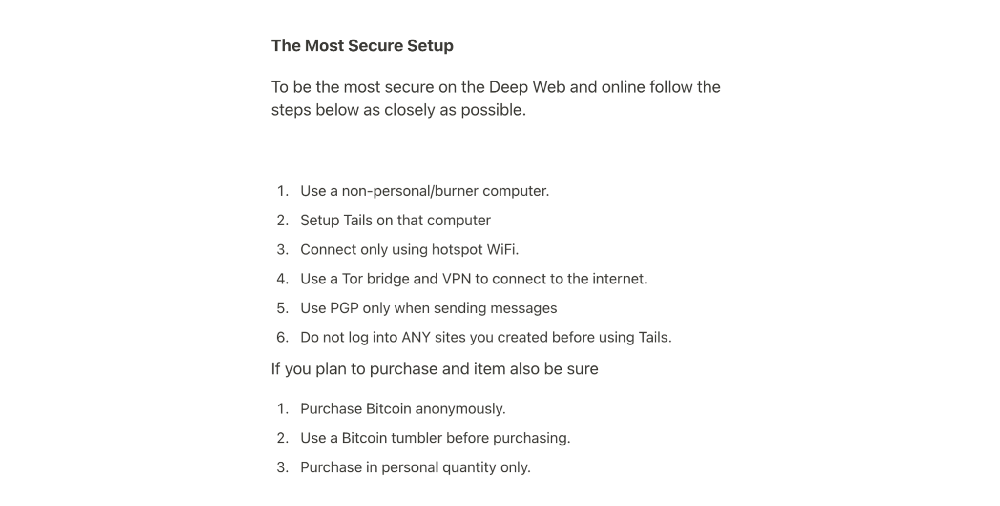 The Most Secure Setup
To be the most secure on the Deep Web and online follow the
steps below as closely as possible.
1. Use a non-personal/burner computer.
2. Setup Tails on that computer
3. Connect only using hotspot WiFi.
4. Use a Tor bridge and VPN to connect to the internet.
5. Use PGP only when sending messages
6. Do not log into ANY sites you created before using Tails.
If you plan to purchase and item also be sure
1. Purchase Bitcoin anonymously.
2. Use a Bitcoin tumbler before purchasing.
3. Purchase in personal quantity only.